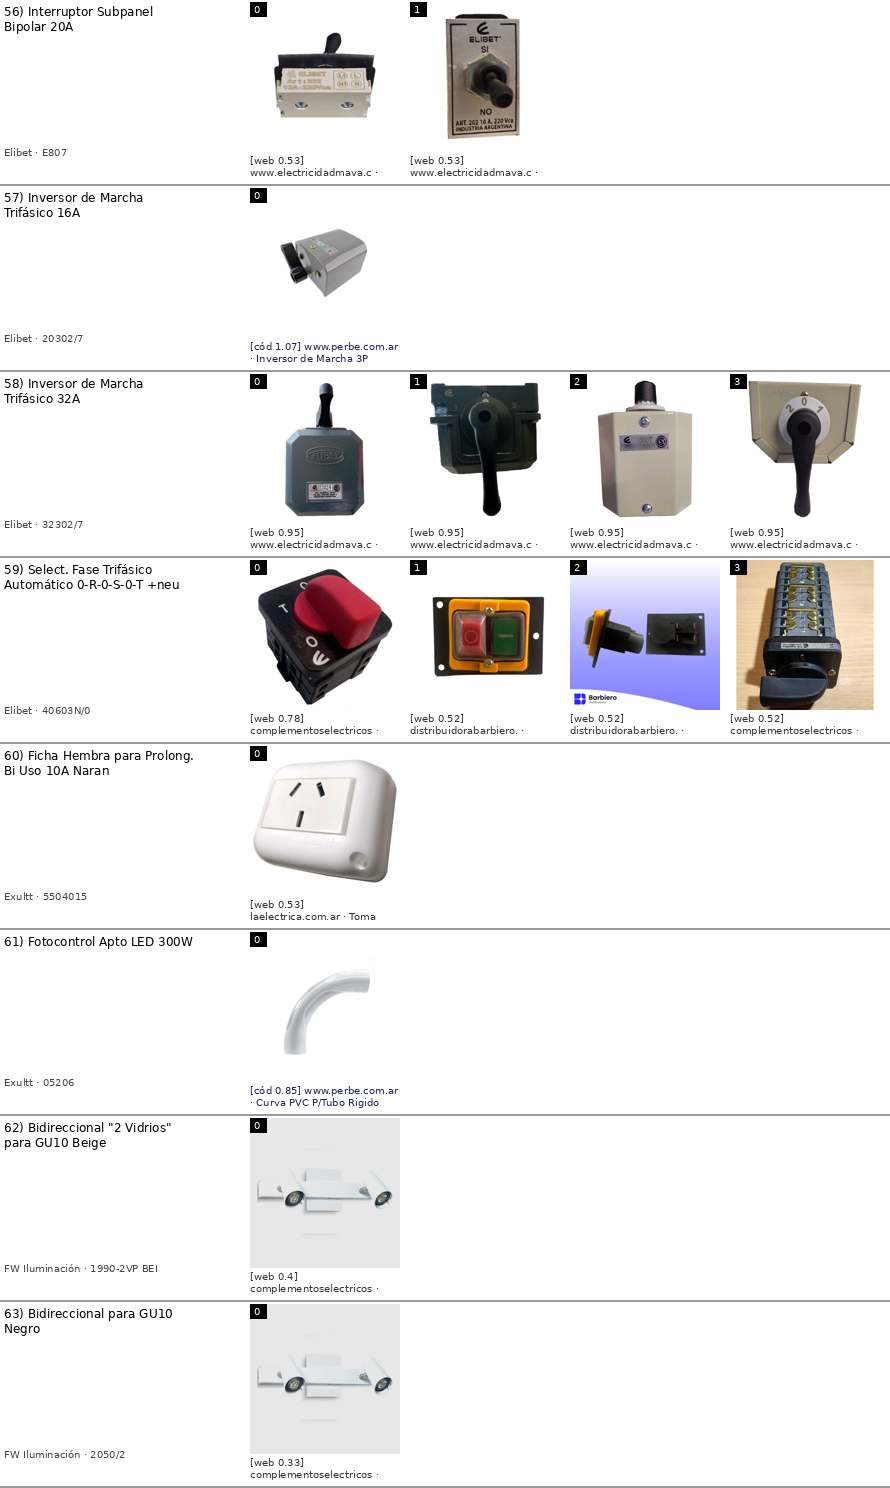 56) Interruptor Subpanel
Bipolar 20A
Elibet · E807
0
[web 0.53]
www.electricidadmava.c ·
1
ELIBET
SI
NO
ART. 202 10 A. 220 Vca
INDUSTRIA ARGENTINA
[web 0.53]
www.electricidadmava.c ·
57) Inversor de Marcha
Trifásico 16A
Elibet · 20302/7
0
[cód 1.07] www.perbe.com.ar
· Inversor de Marcha 3P
58) Inversor de Marcha
Trifásico 32A
Elibet · 32302/7
0
[web 0.95]
www.electricidadmava.c ·
1
[web 0.95]
www.electricidadmava.c ·
2
[web 0.95]
www.electricidadmava.c ·
3
2 0 1
[web 0.95]
www.electricidadmava.c ·
59) Select. Fase Trifásico
Automático 0-R-0-S-0-T +neu
Elibet · 40603N/0
0
T
O
[web 0.78]
complementoselectricos ·
1
[web 0.52]
distribuidorabarbiero. ·
2
Barbiero
[web 0.52]
distribuidorabarbiero. ·
3
[web 0.52]
complementoselectricos ·
60) Ficha Hembra para Prolong.
Bi Uso 10A Naran
Exultt · 5504015
0
[web 0.53]
laelectrica.com.ar · Toma
61) Fotocontrol Apto LED 300W
Exultt · 05206
0
[cód 0.85] www.perbe.com.ar
· Curva PVC P/Tubo Rigido
62) Bidireccional "2 Vidrios"
para GU10 Beige
FW Iluminación · 1990-2VP BEI
0
[web 0.4]
complementoselectricos ·
63) Bidireccional para GU10
Negro
FW Iluminación · 2050/2
0
[web 0.33]
complementoselectricos ·